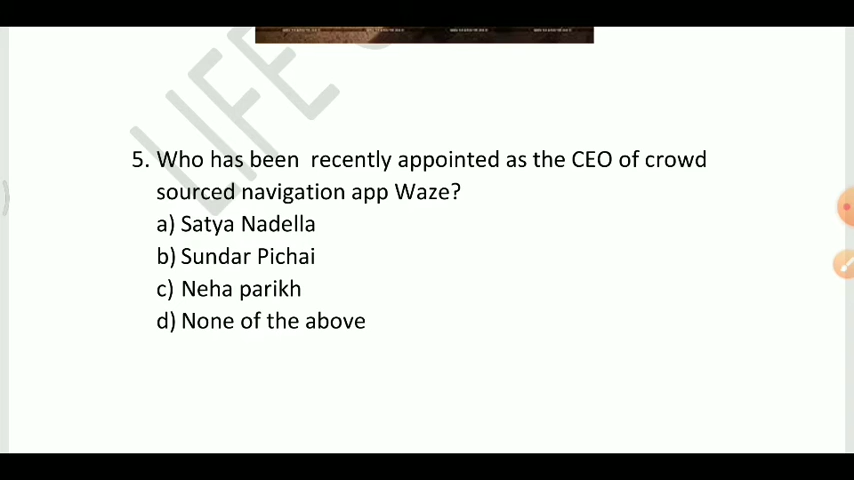 LIFE
5. Who has been  recently appointed as the CEO of crowd
sourced navigation app Waze?
a) Satya Nadella
b) Sundar Pichai
c) Neha parikh
d) None of the above